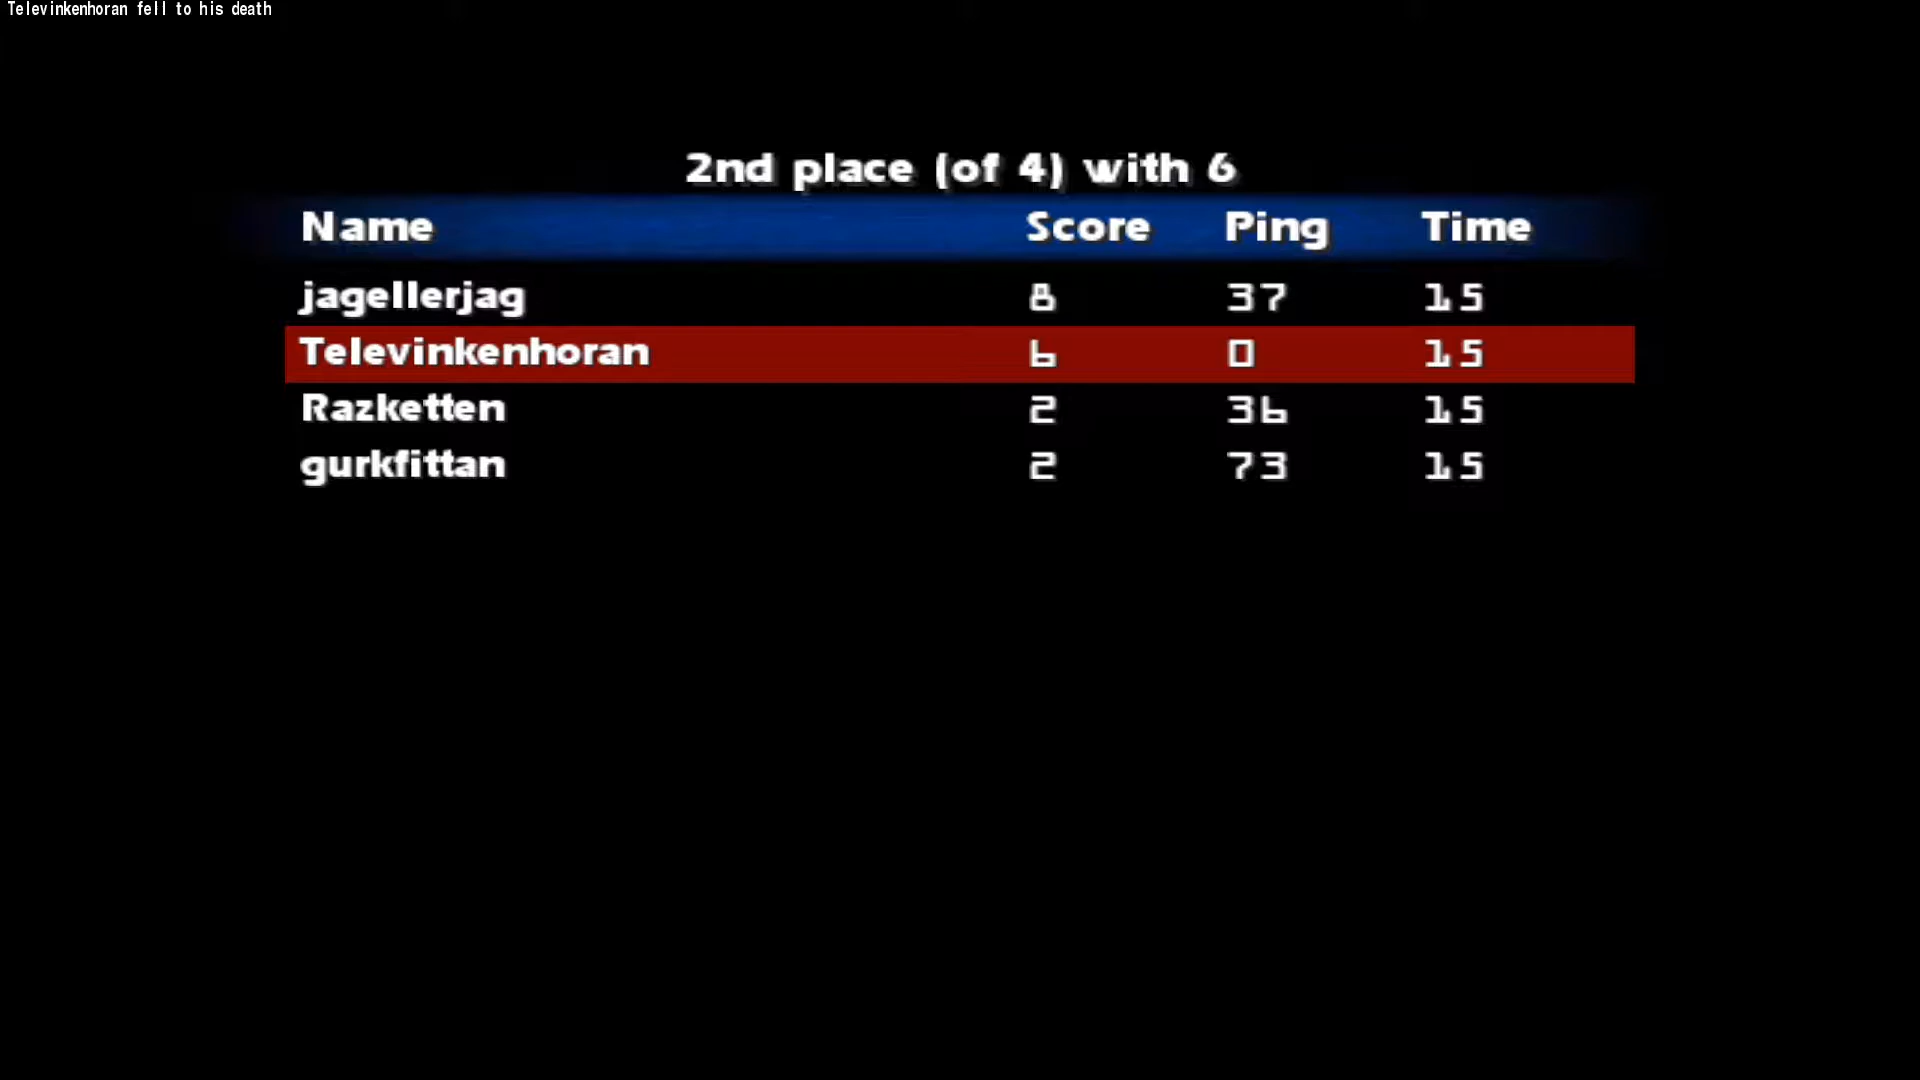 Televinkenhoran fell to his death
2nd place (of 4) with 6
Name Score Ping Time
jagellerjag 8 37 15
Televinkenhoran 6 0 15
Razketten 2 36 15
gurkfittan 2 73 15